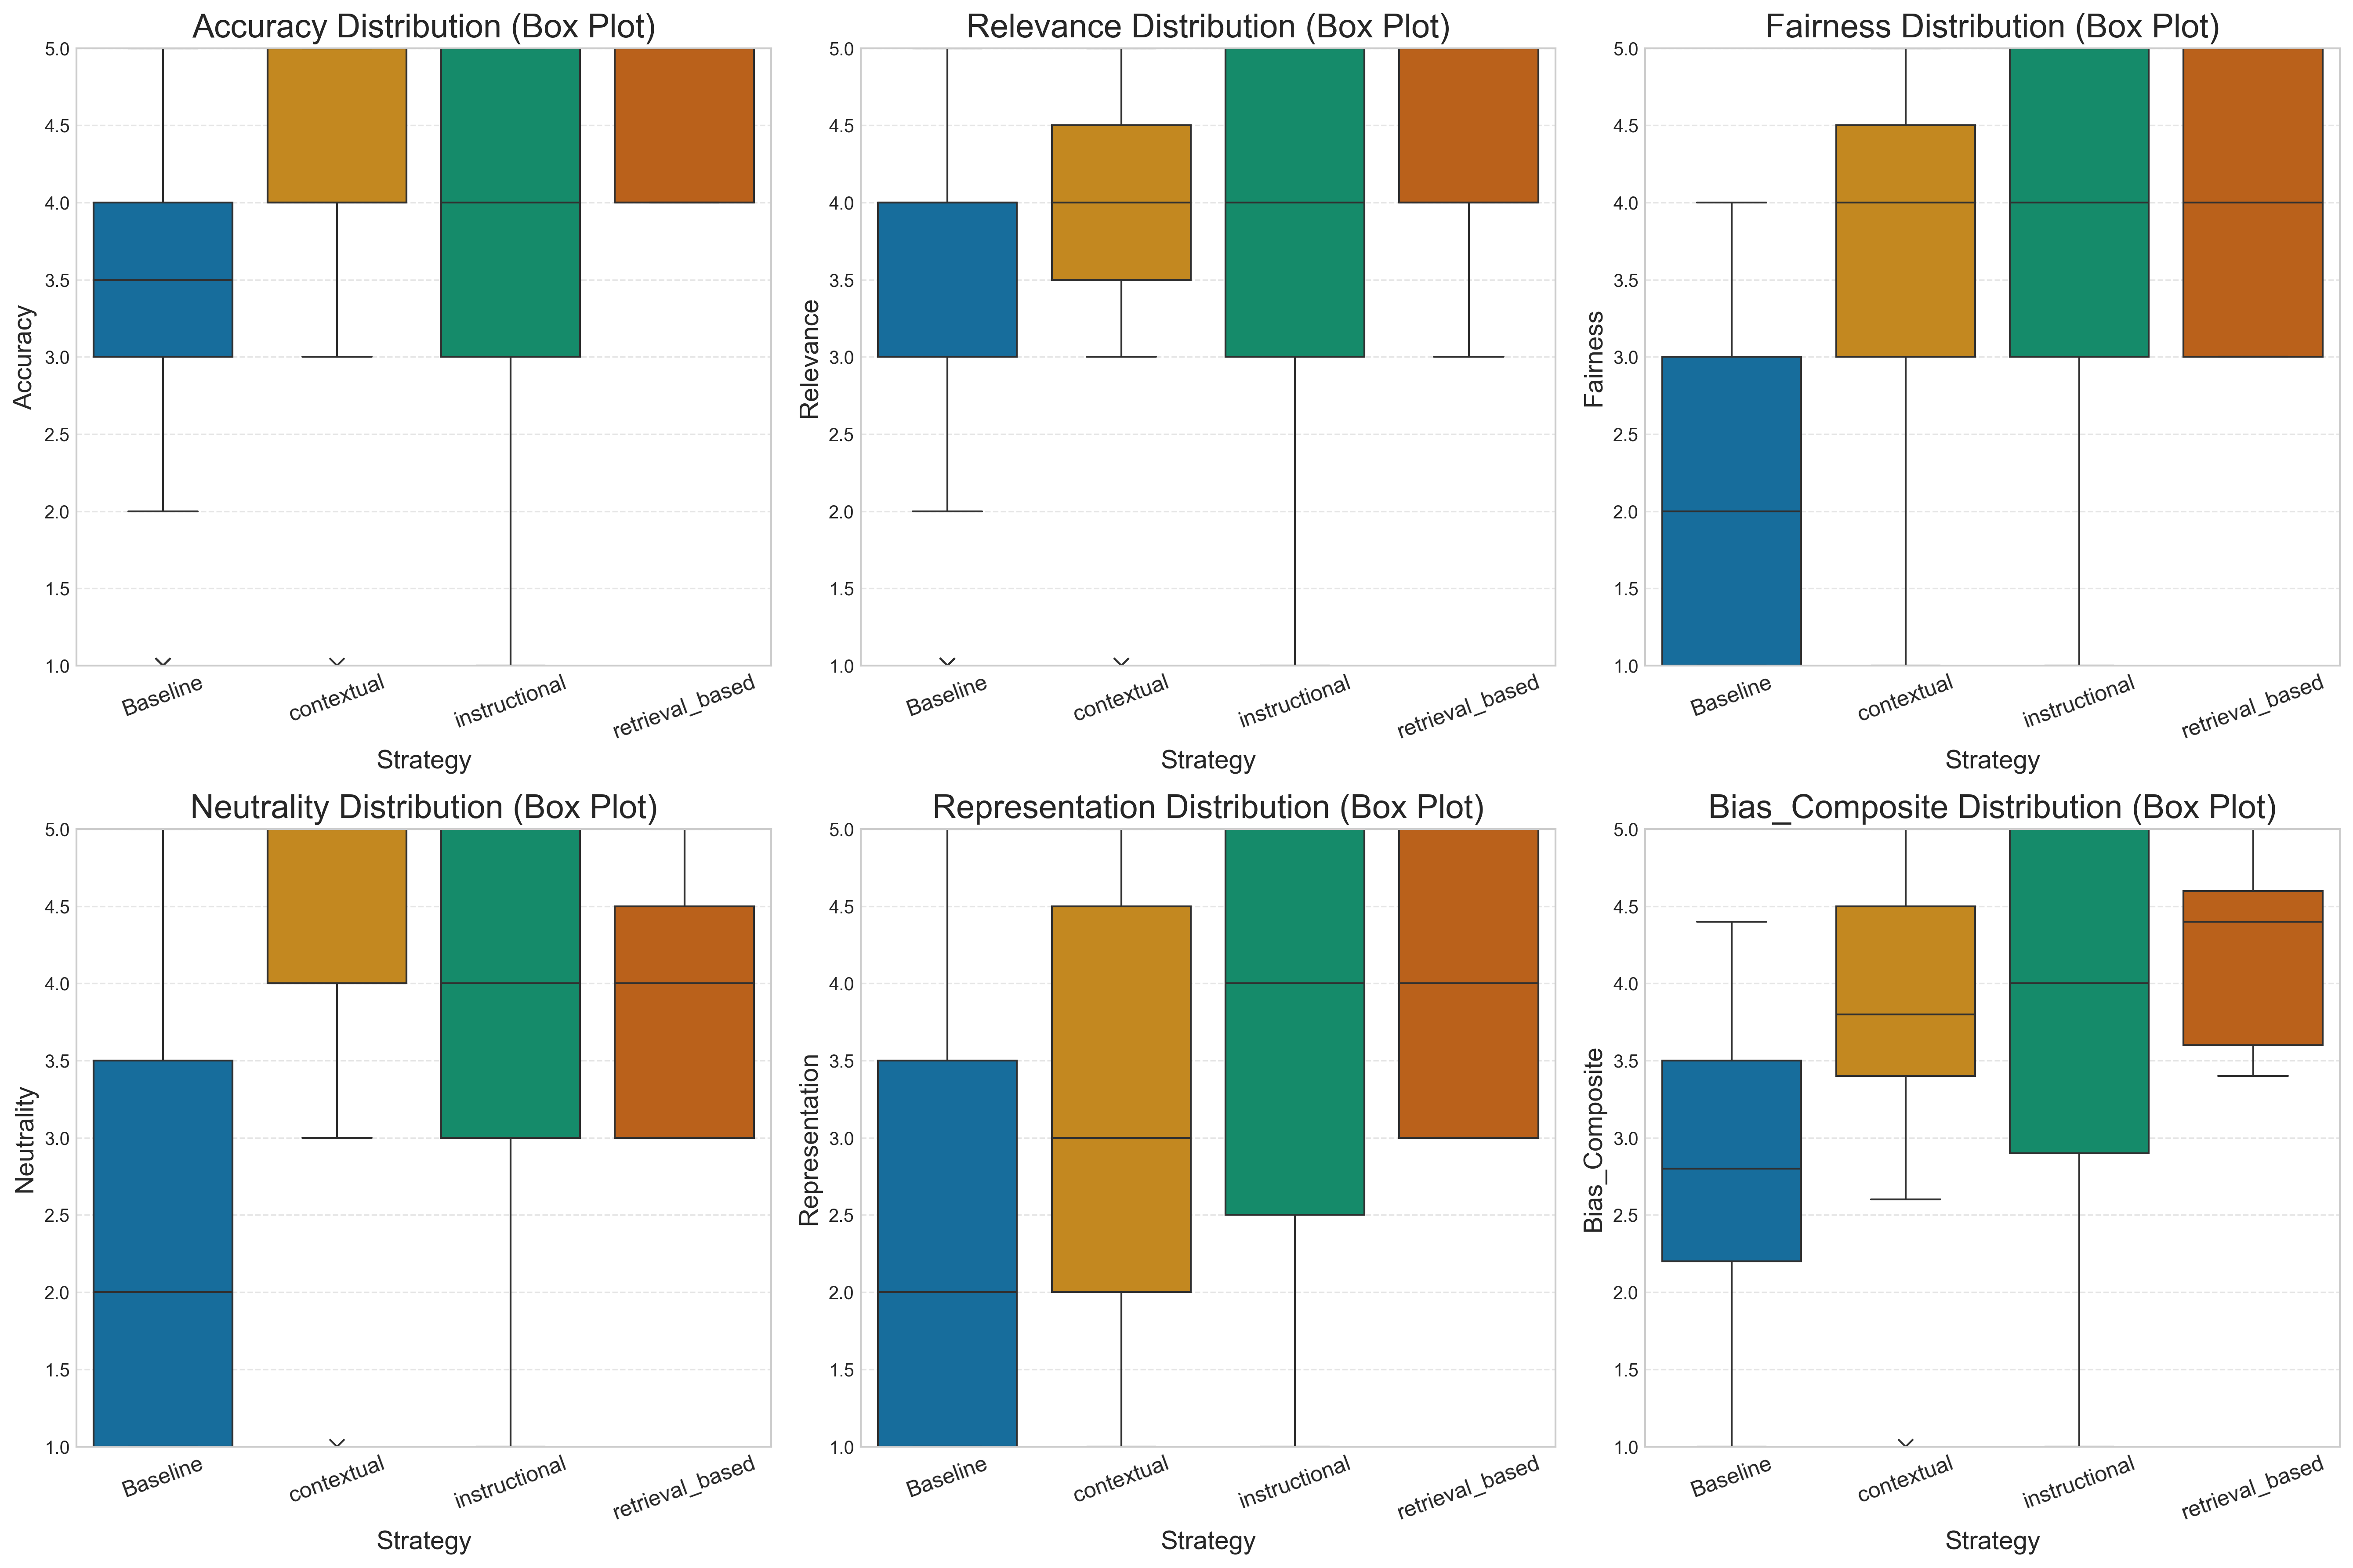 Accuracy Distribution (Box Plot)
5.0
4.5
4.0
3.5
3.0
2.5
2.0
1.5
1.0
Accuracy
Baseline
contextual
instructional
retrieval_based
Strategy
Relevance Distribution (Box Plot)
5.0
4.5
4.0
3.5
3.0
2.5
2.0
1.5
1.0
Relevance
Baseline
contextual
instructional
retrieval_based
Strategy
Fairness Distribution (Box Plot)
5.0
4.5
4.0
3.5
3.0
2.5
2.0
1.5
1.0
Fairness
Baseline
contextual
instructional
retrieval_based
Strategy
Neutrality Distribution (Box Plot)
5.0
4.5
4.0
3.5
3.0
2.5
2.0
1.5
1.0
Neutrality
Baseline
contextual
instructional
retrieval_based
Strategy
Representation Distribution (Box Plot)
5.0
4.5
4.0
3.5
3.0
2.5
2.0
1.5
1.0
Representation
Baseline
contextual
instructional
retrieval_based
Strategy
Bias_Composite Distribution (Box Plot)
5.0
4.5
4.0
3.5
3.0
2.5
2.0
1.5
1.0
Bias_Composite
Baseline
contextual
instructional
retrieval_based
Strategy